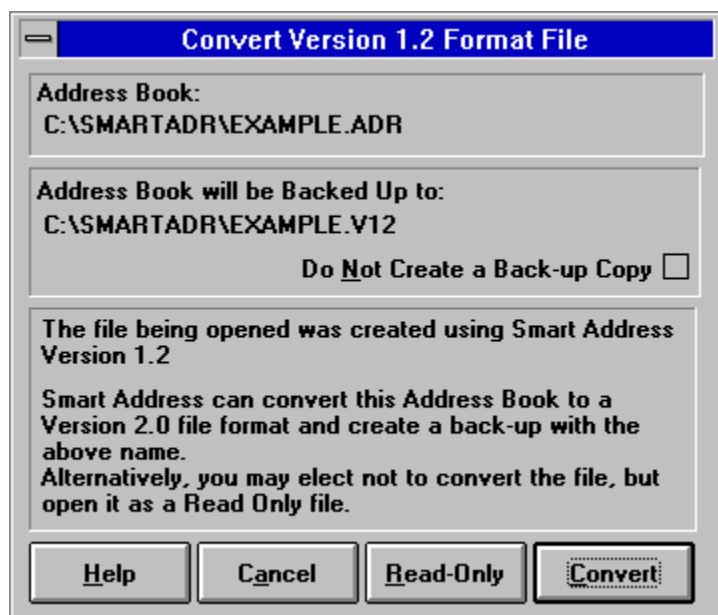 Convert Version 1.2 Format File
Address Book:
C:\SMARTADR\EXAMPLE.ADR
Address Book will be Backed Up to:
C:\SMARTADR\EXAMPLE.V12
Do Not Create a Back-up Copy
The file being opened was created using Smart Address
Version 1.2
Smart Address can convert this Address Book to a
Version 2.0 file format and create a back-up with the
above name.
Alternatively, you may elect not to convert the file, but
open it as a Read Only file.
Help Cancel Read-Only Convert